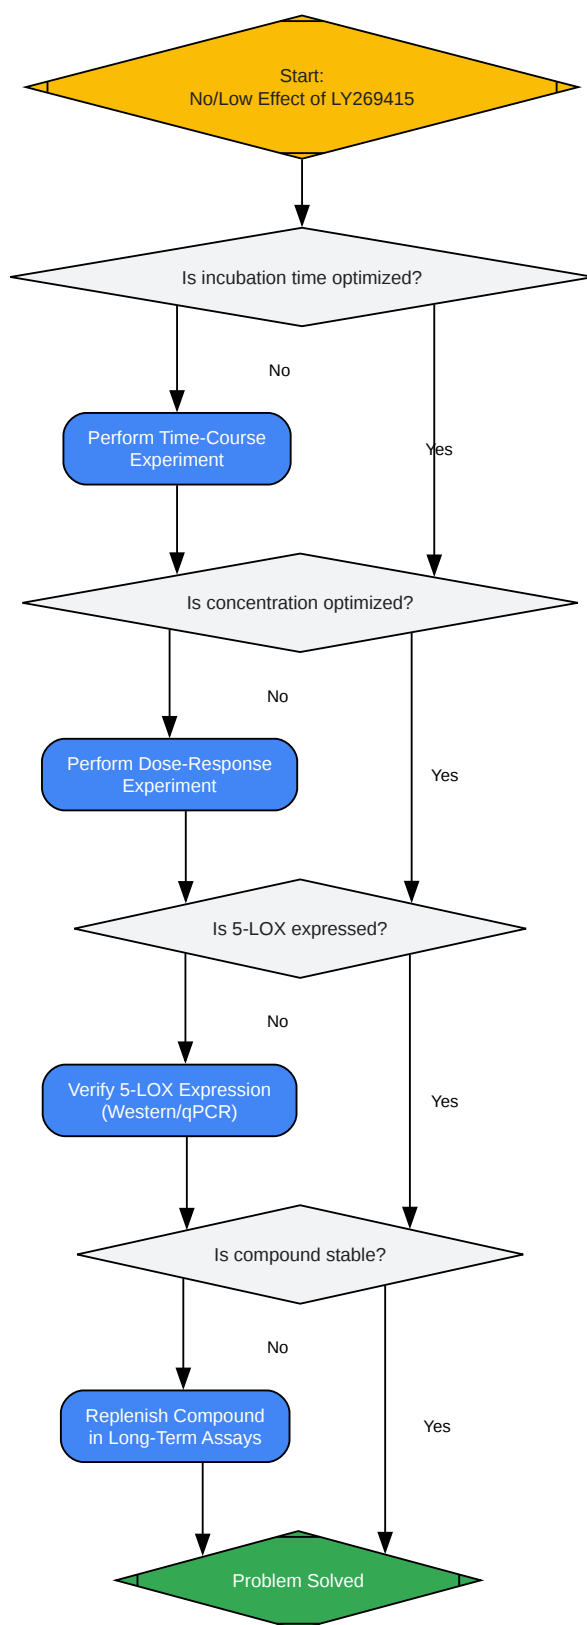 Start:
No/Low Effect of LY269415
Is incubation time optimized?
No
Perform Time-Course
Experiment
Yes
Is concentration optimized?
No
Perform Dose-Response
Experiment
Yes
Is 5-LOX expressed?
No
Verify 5-LOX Expression
(Western/qPCR)
Yes
Is compound stable?
No
Replenish Compound
in Long-Term Assays
Yes
Problem Solved